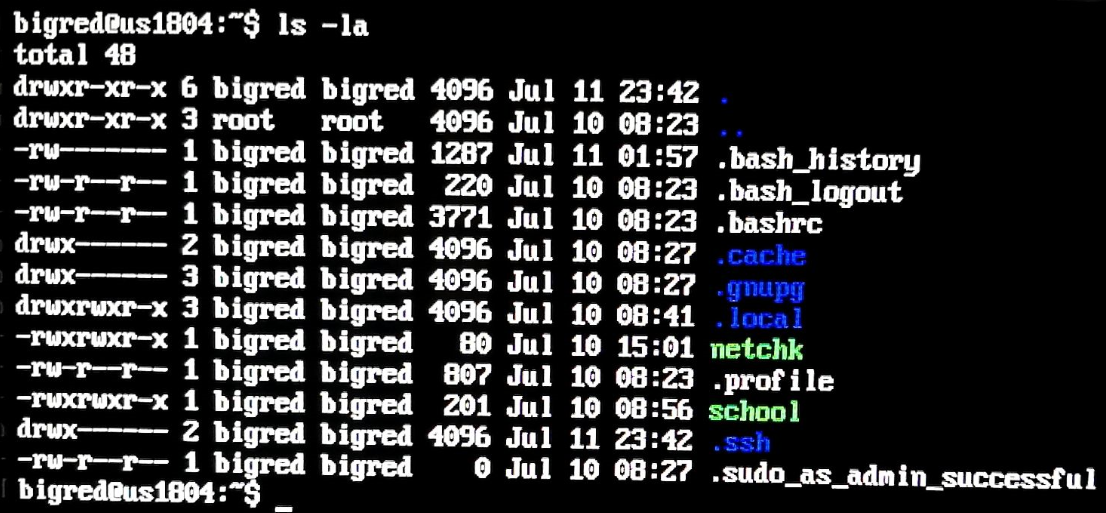 bigred@us1804:~$ ls -la
total 48
drwxr-xr-x 6 bigred bigred 4096 Jul 11 23:42 .
drwxr-xr-x 3 root   root   4096 Jul 10 08:23 ..
-rw------- 1 bigred bigred 1287 Jul 11 01:57 .bash_history
-rw-r--r-- 1 bigred bigred  220 Jul 10 08:23 .bash_logout
-rw-r--r-- 1 bigred bigred 3771 Jul 10 08:23 .bashrc
drwx------ 2 bigred bigred 4096 Jul 10 08:27 .cache
drwx------ 3 bigred bigred 4096 Jul 10 08:27 .gnupg
drwxrwxr-x 3 bigred bigred 4096 Jul 10 08:41 .local
-rwxrwxr-x 1 bigred bigred   80 Jul 10 15:01 netchk
-rw-r--r-- 1 bigred bigred  807 Jul 10 08:23 .profile
-rwxrwxr-x 1 bigred bigred  201 Jul 10 08:56 school
drwx------ 2 bigred bigred 4096 Jul 11 23:42 .ssh
-rw-r--r-- 1 bigred bigred    0 Jul 10 08:27 .sudo_as_admin_successful
bigred@us1804:~$ _